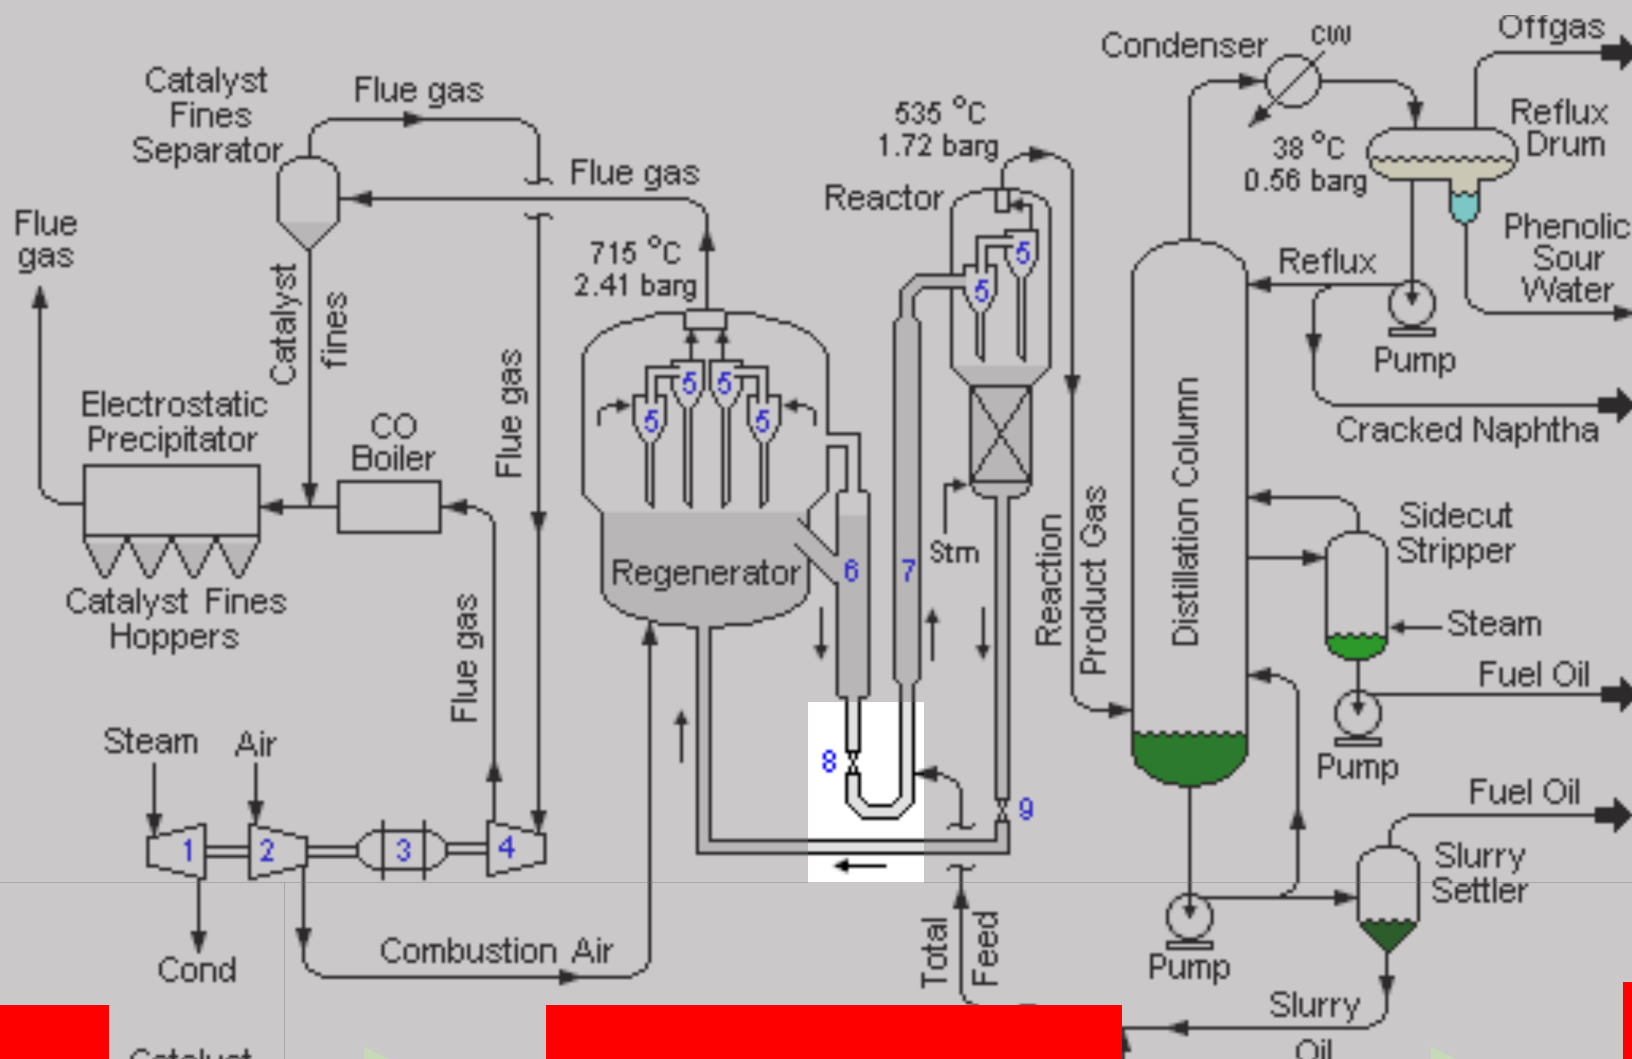 Offgas
Condenser
CW
Catalyst
Fines
Separator
Flue gas
535 °C
1.72 barg
Reflux
Drum
38 °C
0.56 barg
Flue gas
Reactor
Flue
gas
715 °C
2.41 barg
Phenolic
Sour
Water
Reflux
5
5
Catalyst
fines
Pump
Flue gas
5
5
5
5
Electrostatic
Precipitator
CO
Boiler
Cracked Naphtha
Distillation Column
Sidecut
Stripper
Reaction
Product Gas
Stm
Regenerator
6
7
Catalyst Fines
Hoppers
Flue gas
Steam
Fuel Oil
Steam
Air
8
Pump
9
Fuel Oil
1
2
3
4
Slurry
Settler
Combustion Air
Total
Feed
Cond
Pump
Slurry
Oil
Catalyst